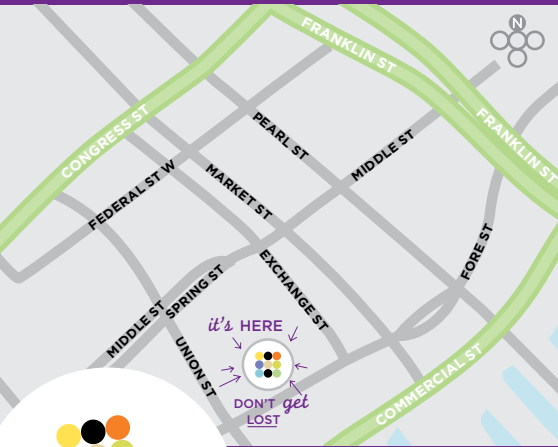 N
FRANKLIN ST
CONGRESS ST
FRANKLIN ST
PEARL ST
MIDDLE ST
FEDERAL ST W
MARKET ST
FORE ST
EXCHANGE ST
SPRING ST
MIDDLE ST
UNION ST
it's HERE
DON'T get
LOST
COMMERCIAL ST